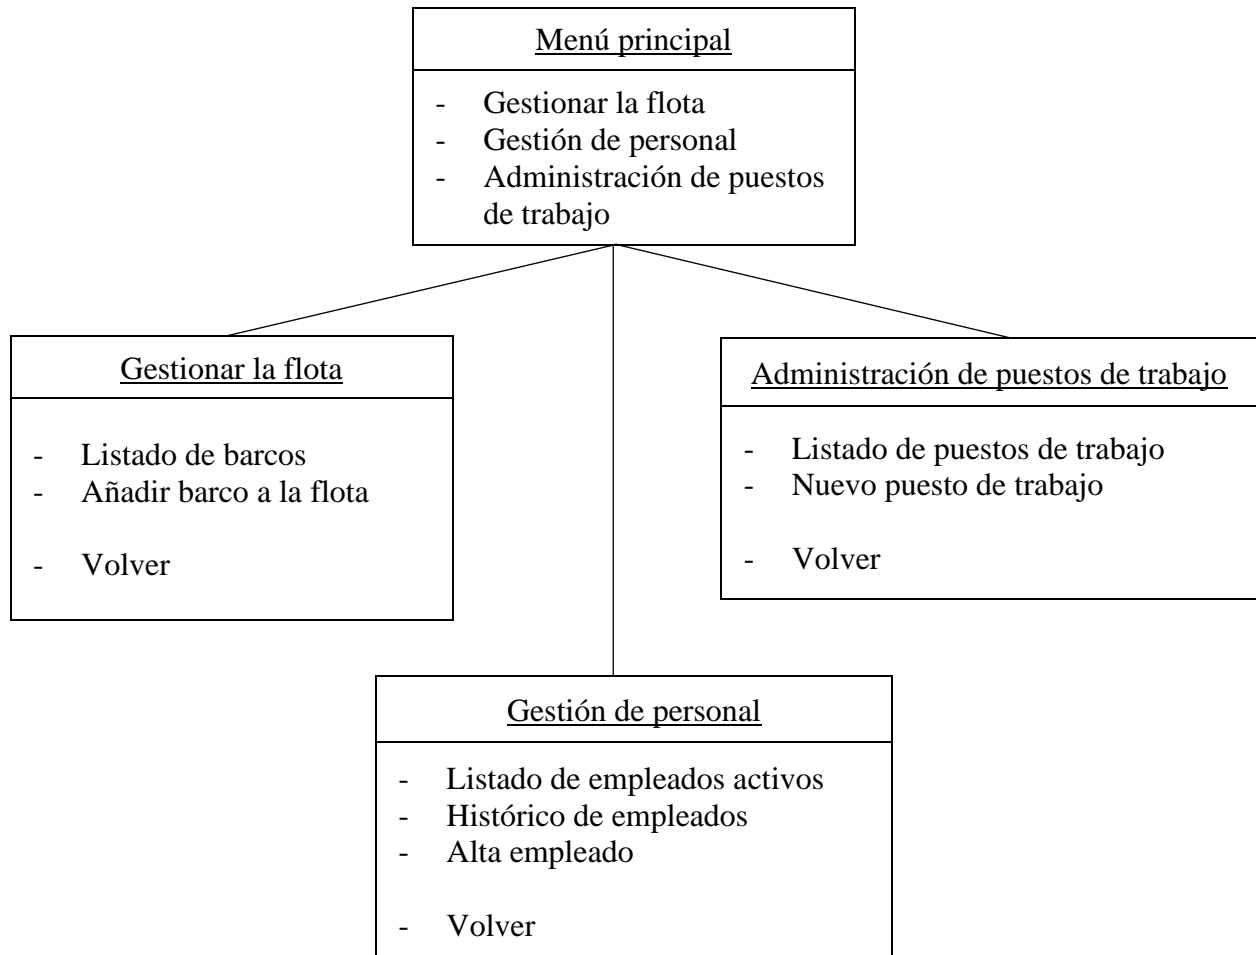 Menú principal
- Gestionar la flota
- Gestión de personal
- Administración de puestos
de trabajo
Gestionar la flota
- Listado de barcos
- Añadir barco a la flota
- Volver
Administración de puestos de trabajo
- Listado de puestos de trabajo
- Nuevo puesto de trabajo
- Volver
Gestión de personal
- Listado de empleados activos
- Histórico de empleados
- Alta empleado
- Volver